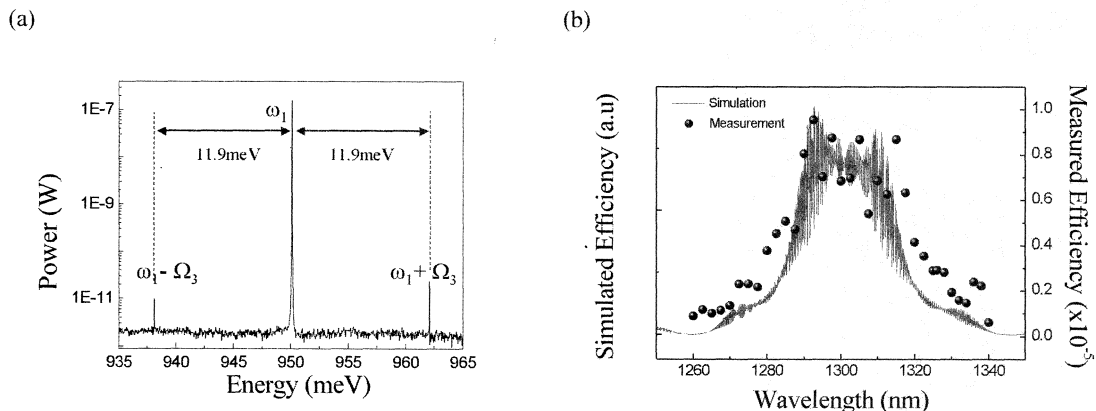 (a)
1E-7
1E-9
1E-11
Power (W)
ω₁
11.9meV
11.9meV
ω₁- Ω₃
ω₁+ Ω₃
935
940
945
950
955
960
965
Energy (meV)
(b)
Simulation
Measurement
Simulated Efficiency (a.u)
1.0
0.8
0.6
0.4
0.2
0.0
Measured Efficiency (x10⁻⁵)
1260
1280
1300
1320
1340
Wavelength (nm)